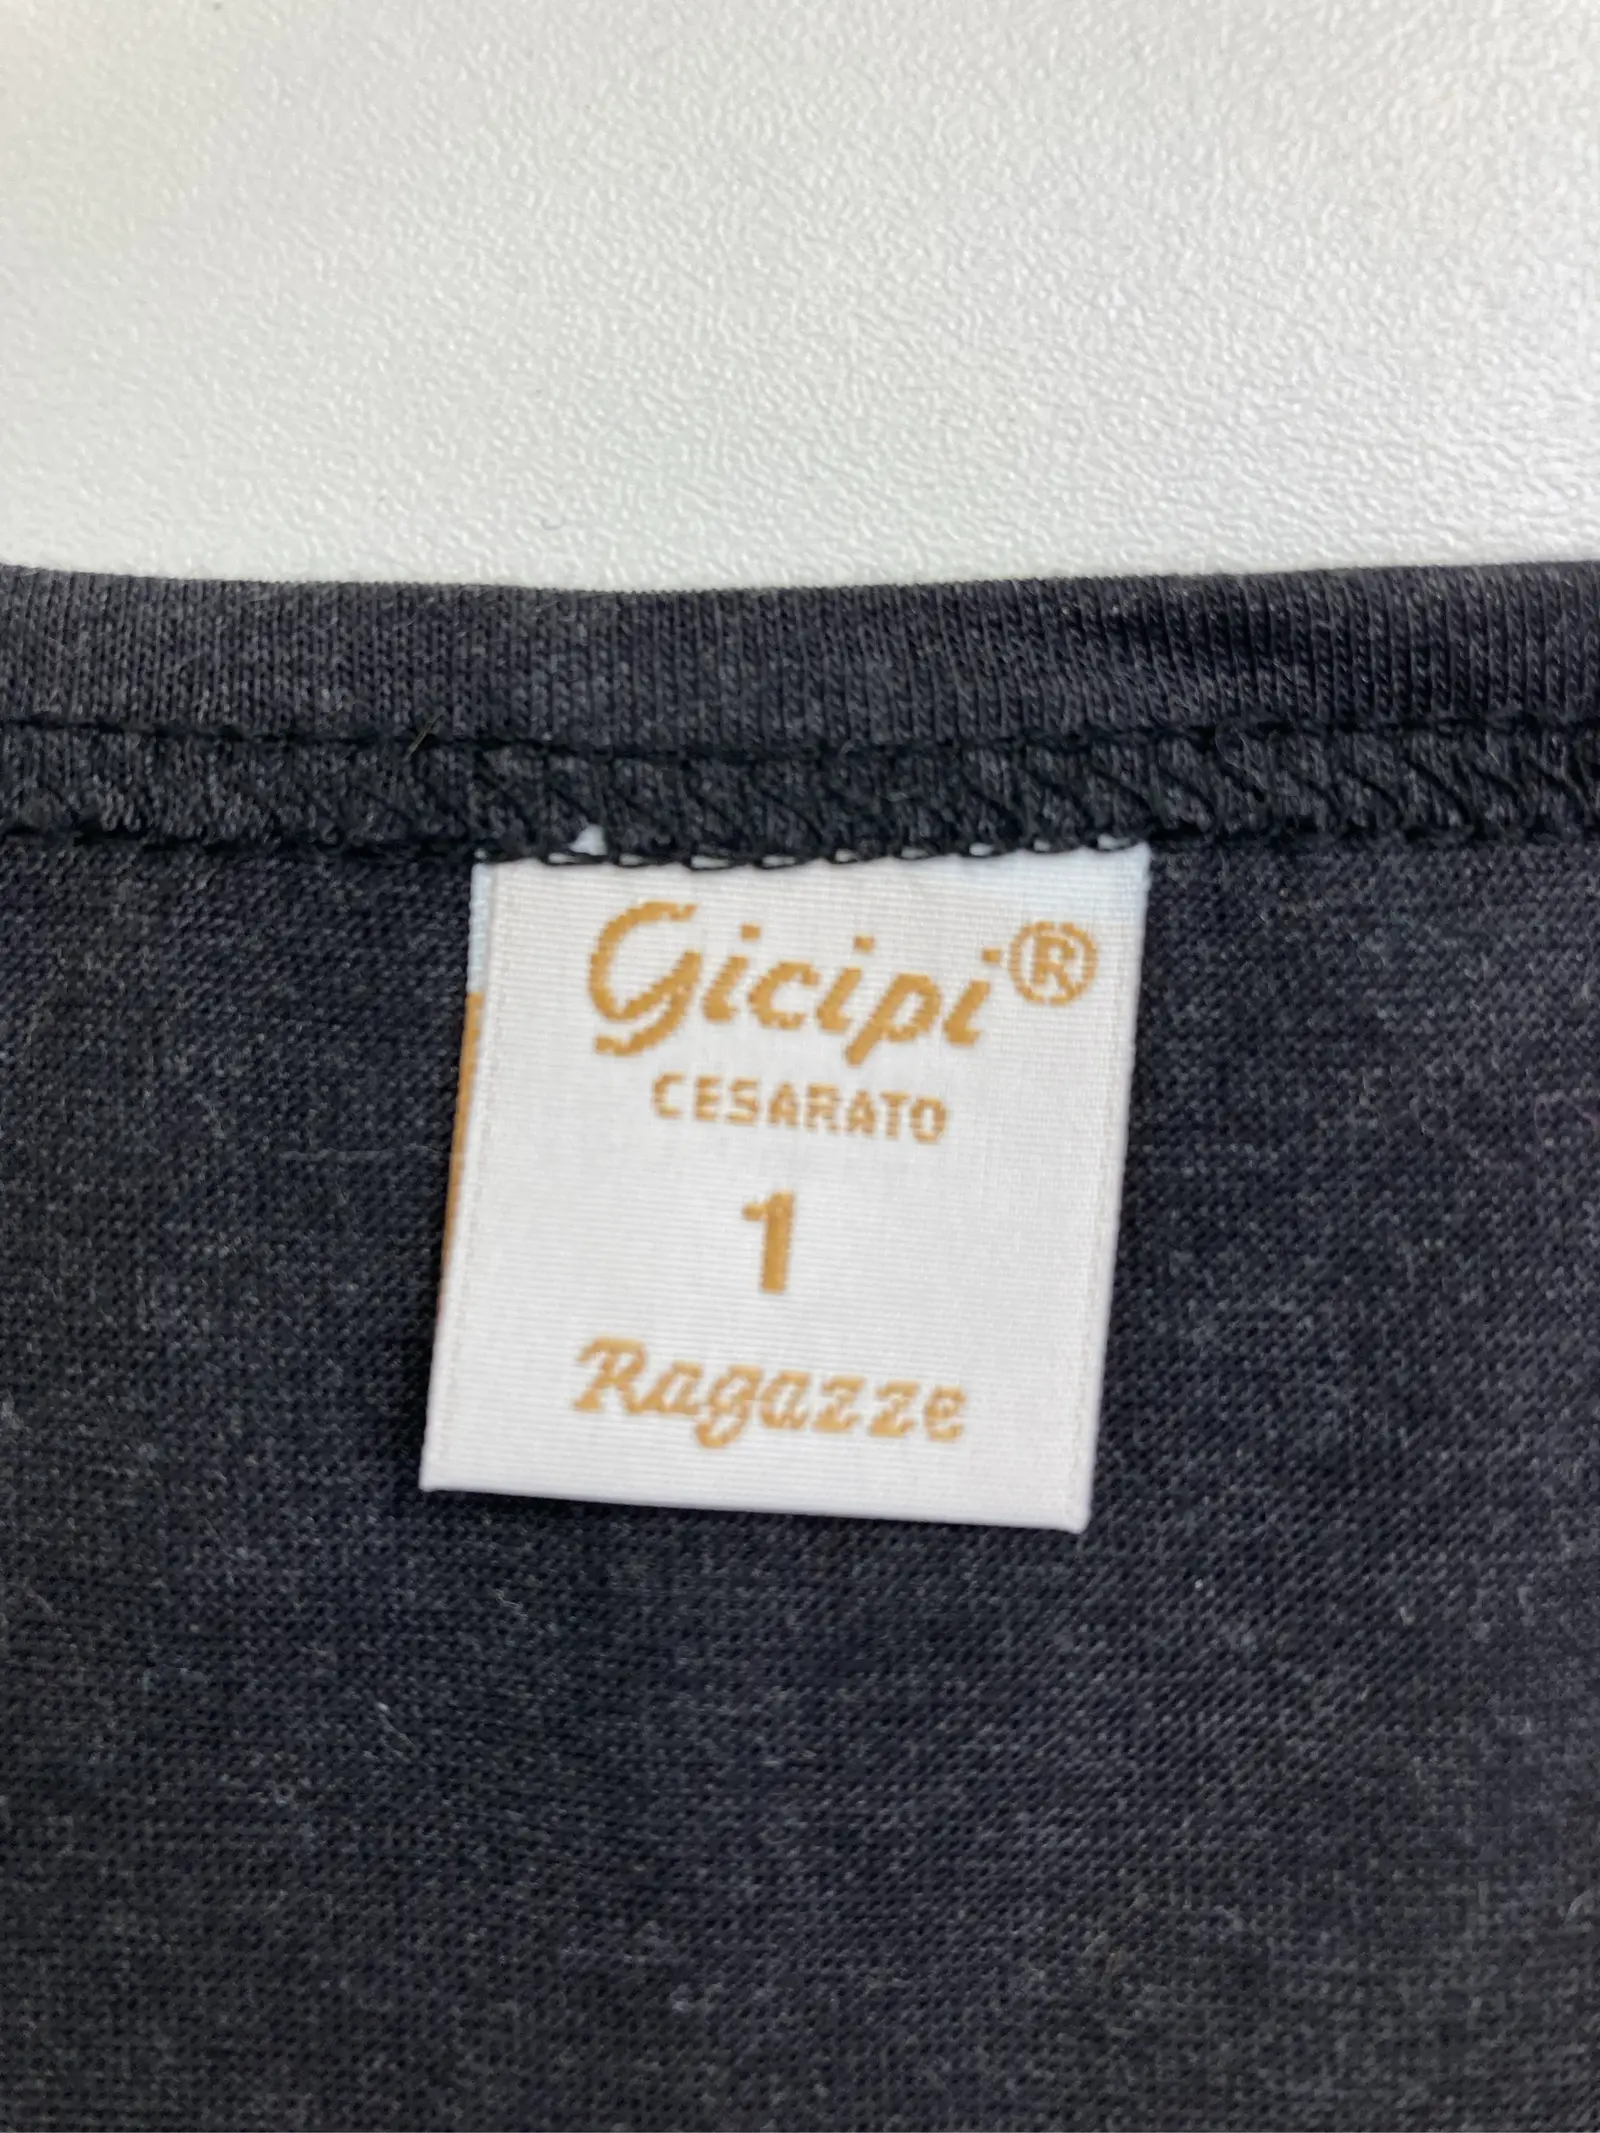 Gicipi®
CESARATO
1
Ragazze